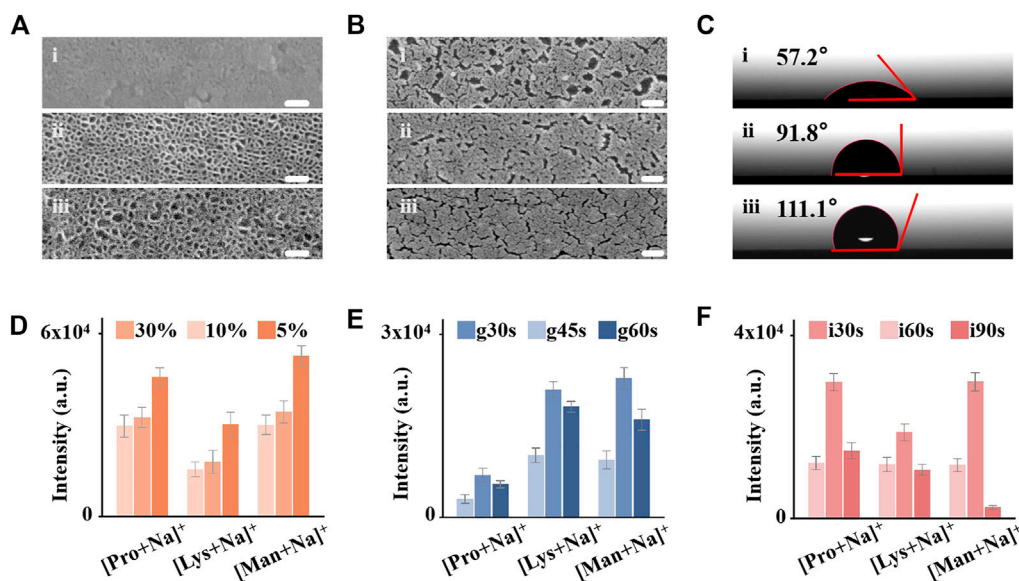 A
i
ii
iii
B
i
ii
iii
C
i 57.2°
ii 91.8°
iii 111.1°
D
6x10⁴
30% 10% 5%
Intensity (a.u.)
0
[Pro+Na]⁺ [Lys+Na]⁺ [Man+Na]⁺
E
3x10⁴
g30s g45s g60s
Intensity (a.u.)
0
[Pro+Na]⁺ [Lys+Na]⁺ [Man+Na]⁺
F
4x10⁴
i30s i60s i90s
Intensity (a.u.)
0
[Pro+Na]⁺ [Lys+Na]⁺ [Man+Na]⁺